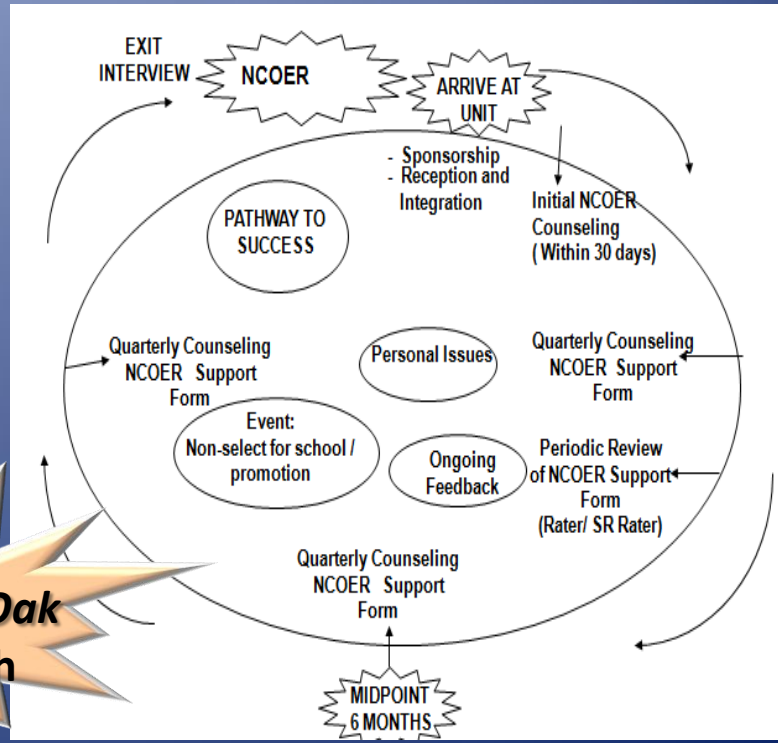 EXIT
INTERVIEW
NCOER
ARRIVE AT
UNIT
- Sponsorship
- Reception and
Integration
Initial NCOER
Counseling
( Within 30 days)
PATHWAY TO
SUCCESS
Quarterly Counseling
NCOER Support
Form
Personal Issues
Quarterly Counseling
NCOER Support
Form
Event:
Non-select for school /
promotion
Ongoing
Feedback
Periodic Review
of NCOER Support
Form
(Rater/ SR Rater)
Quarterly Counseling
NCOER Support
Form
MIDPOINT
6 MONTHS